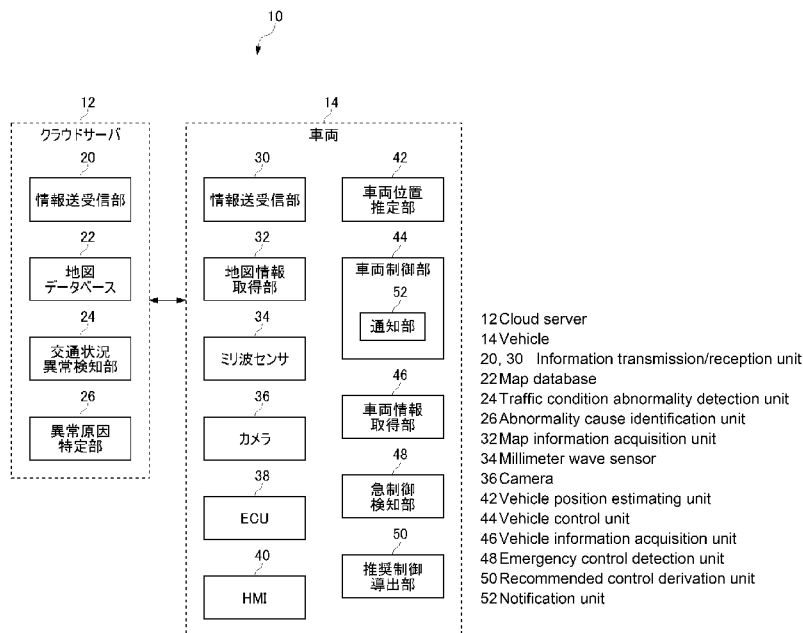 10
12
クラウドサーバ
20
情報送受信部
22
地図
データベース
24
交通状況
異常検知部
26
異常原因
特定部
14
車両
30
情報送受信部
32
地図情報
取得部
34
ミリ波センサ
36
カメラ
38
ECU
40
HMI
42
車両位置
推定部
44
車両制御部
52
通知部
46
車両情報
取得部
48
急制御
検知部
50
推奨制御
導出部
12 Cloud server
14 Vehicle
20, 30 Information transmission/reception unit
22 Map database
24 Traffic condition abnormality detection unit
26 Abnormality cause identification unit
32 Map information acquisition unit
34 Millimeter wave sensor
36 Camera
42 Vehicle position estimating unit
44 Vehicle control unit
46 Vehicle information acquisition unit
48 Emergency control detection unit
50 Recommended control derivation unit
52 Notification unit